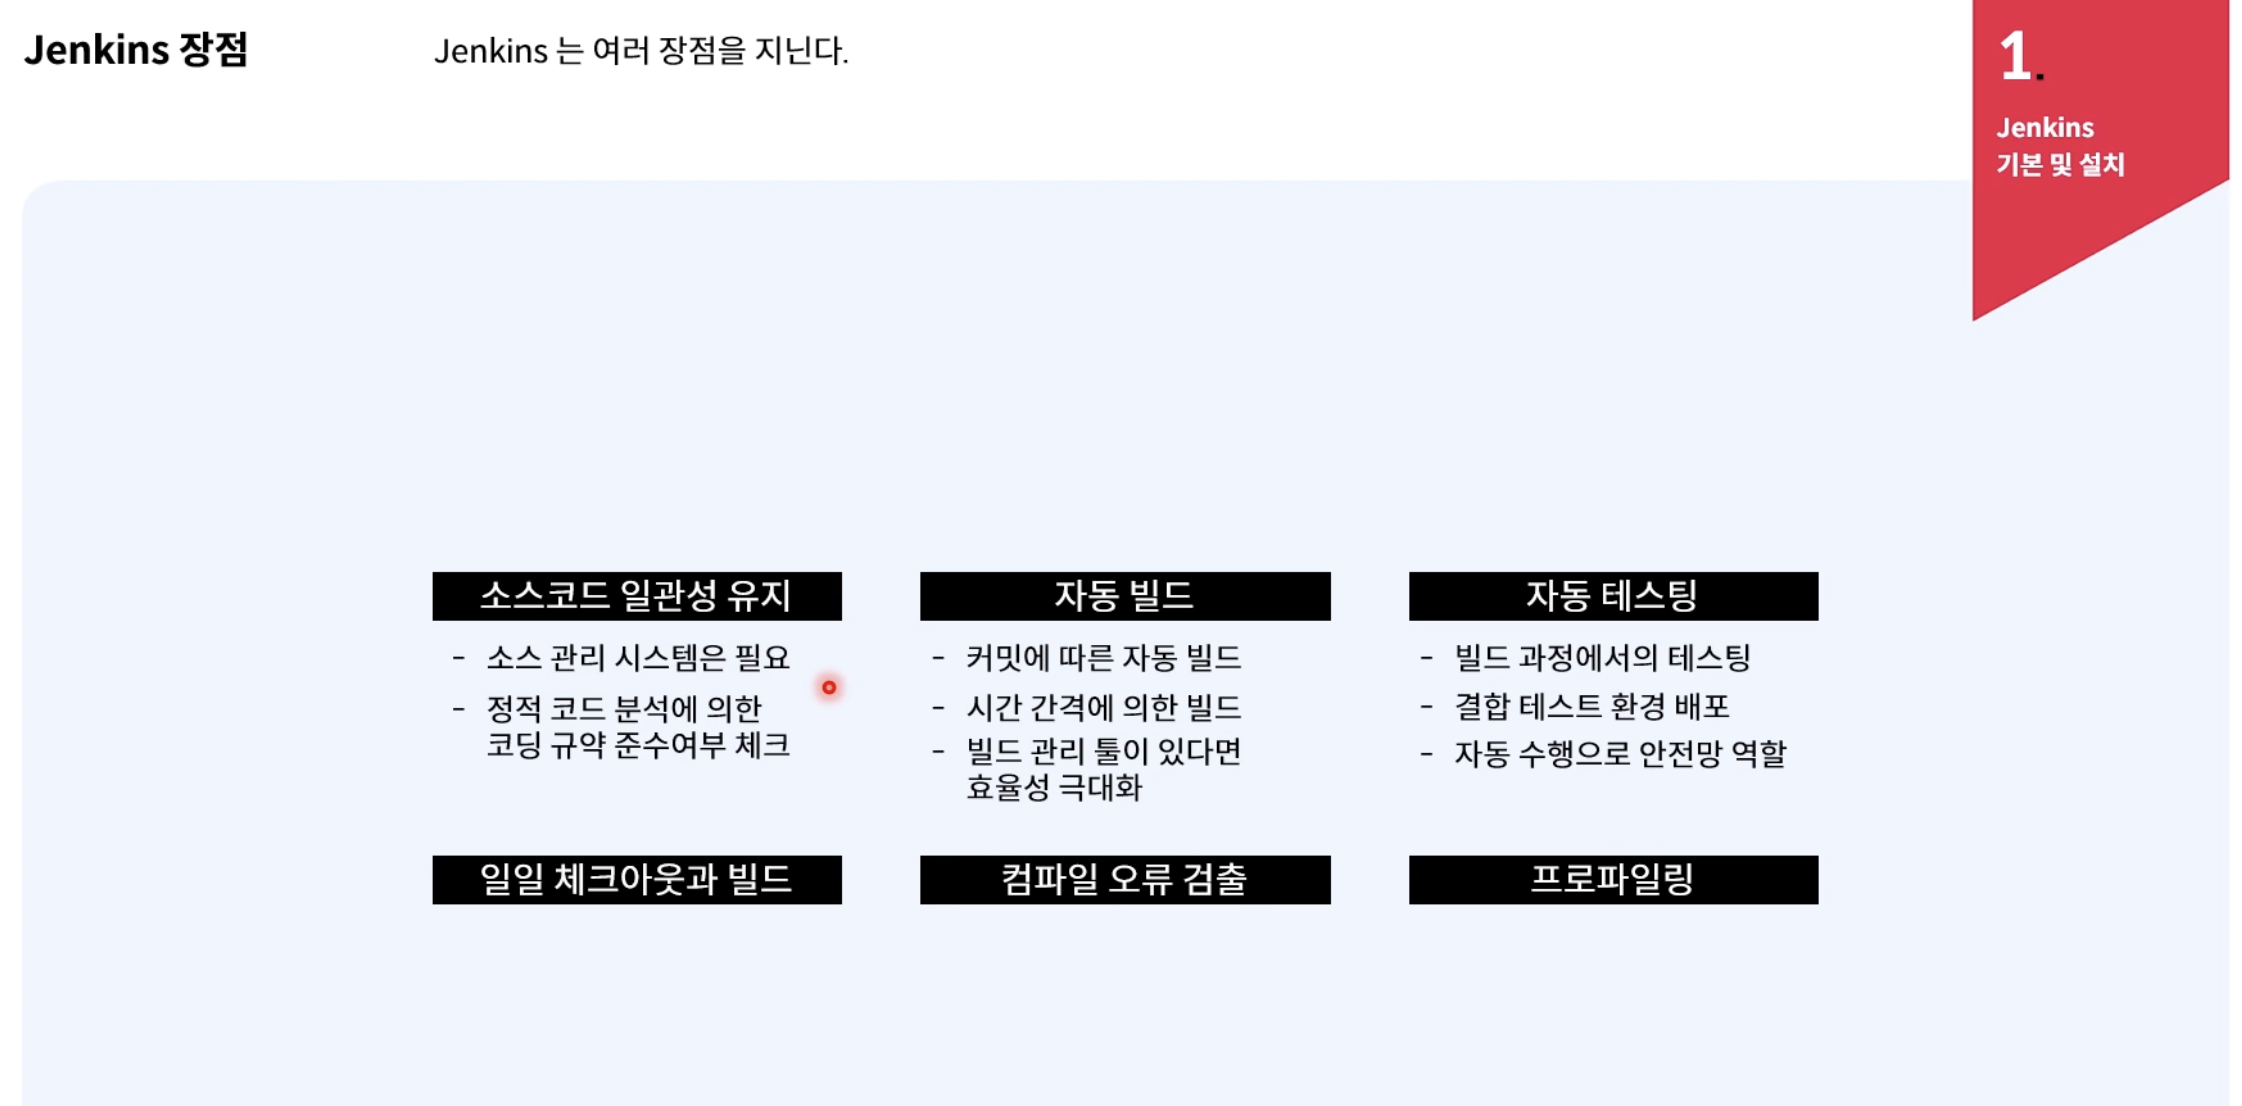 Jenkins 장점
Jenkins 는 여러 장점을 지닌다.
1.
Jenkins
기본 및 설치
소스코드 일관성 유지
- 소스 관리 시스템은 필요
- 정적 코드 분석에 의한
코딩 규약 준수여부 체크
자동 빌드
- 커밋에 따른 자동 빌드
- 시간 간격에 의한 빌드
- 빌드 관리 툴이 있다면
효율성 극대화
자동 테스팅
- 빌드 과정에서의 테스팅
- 결합 테스트 환경 배포
- 자동 수행으로 안전망 역할
일일 체크아웃과 빌드
컴파일 오류 검출
프로파일링